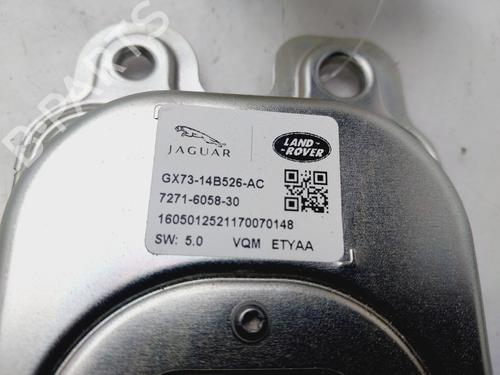 B-PARTS
JAGUAR
LAND
ROVER
GX73-14B526-AC
7271-6058-30
1605012521170070148
SW: 5.0 VQM ETYAA